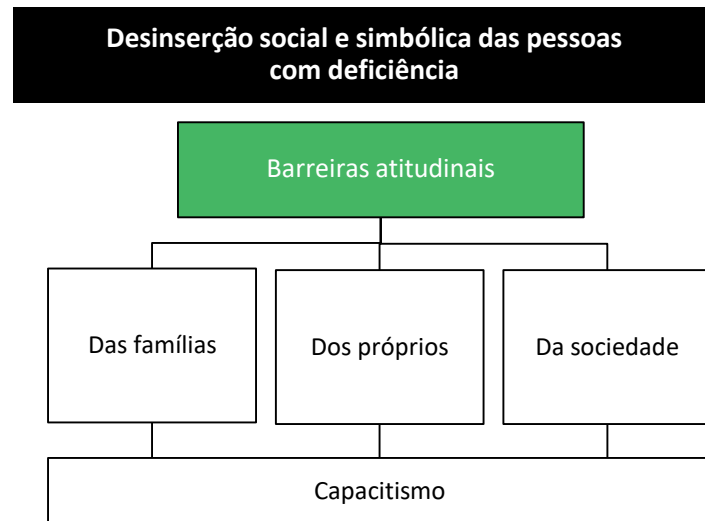 Desinserção social e simbólica das pessoas
com deficiência
Barreiras atitudinais
Das famílias
Dos próprios
Da sociedade
Capacitismo